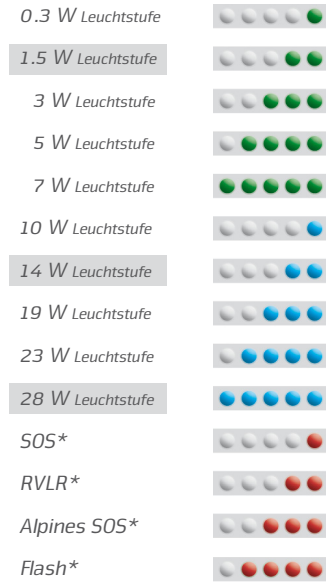 0.3 W Leuchtstufe
1.5 W Leuchtstufe
3 W Leuchtstufe
5 W Leuchtstufe
7 W Leuchtstufe
10 W Leuchtstufe
14 W Leuchtstufe
19 W Leuchtstufe
23 W Leuchtstufe
28 W Leuchtstufe
SOS*
RVLR*
Alpines SOS*
Flash*